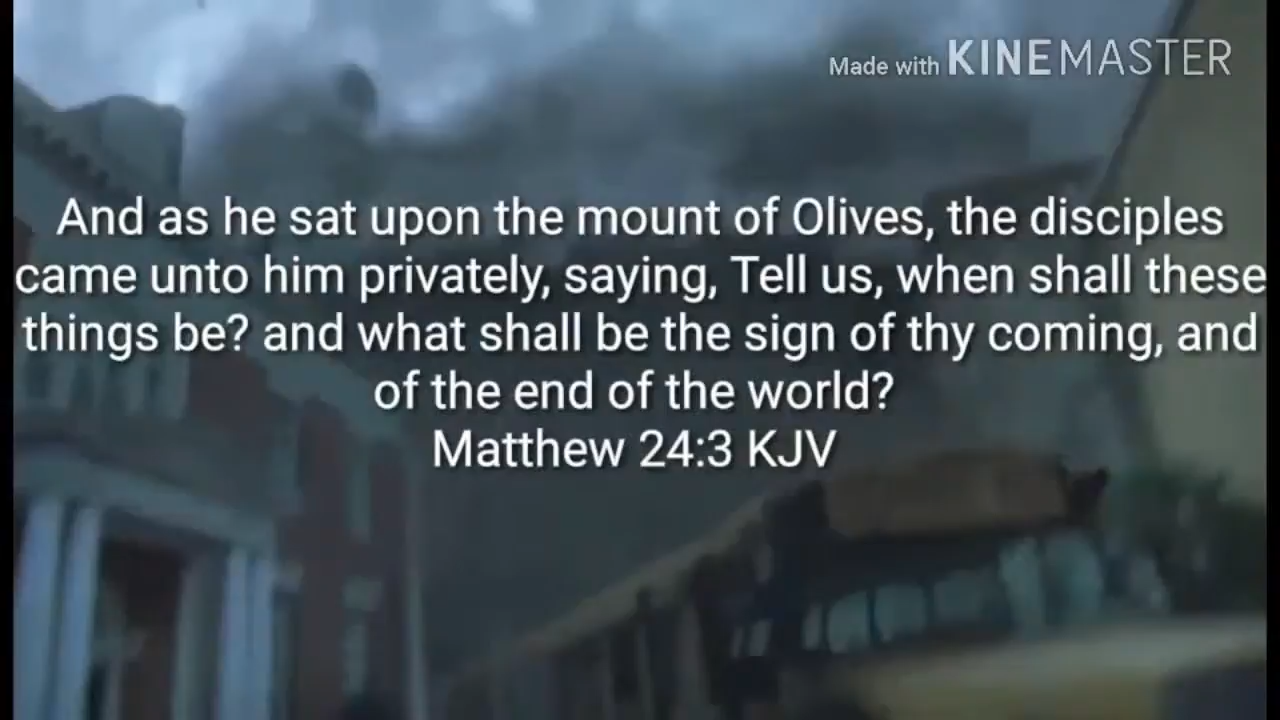 Made with KINEMASTER
And as he sat upon the mount of Olives, the disciples
came unto him privately, saying, Tell us, when shall these
things be? and what shall be the sign of thy coming, and
of the end of the world?
Matthew 24:3 KJV